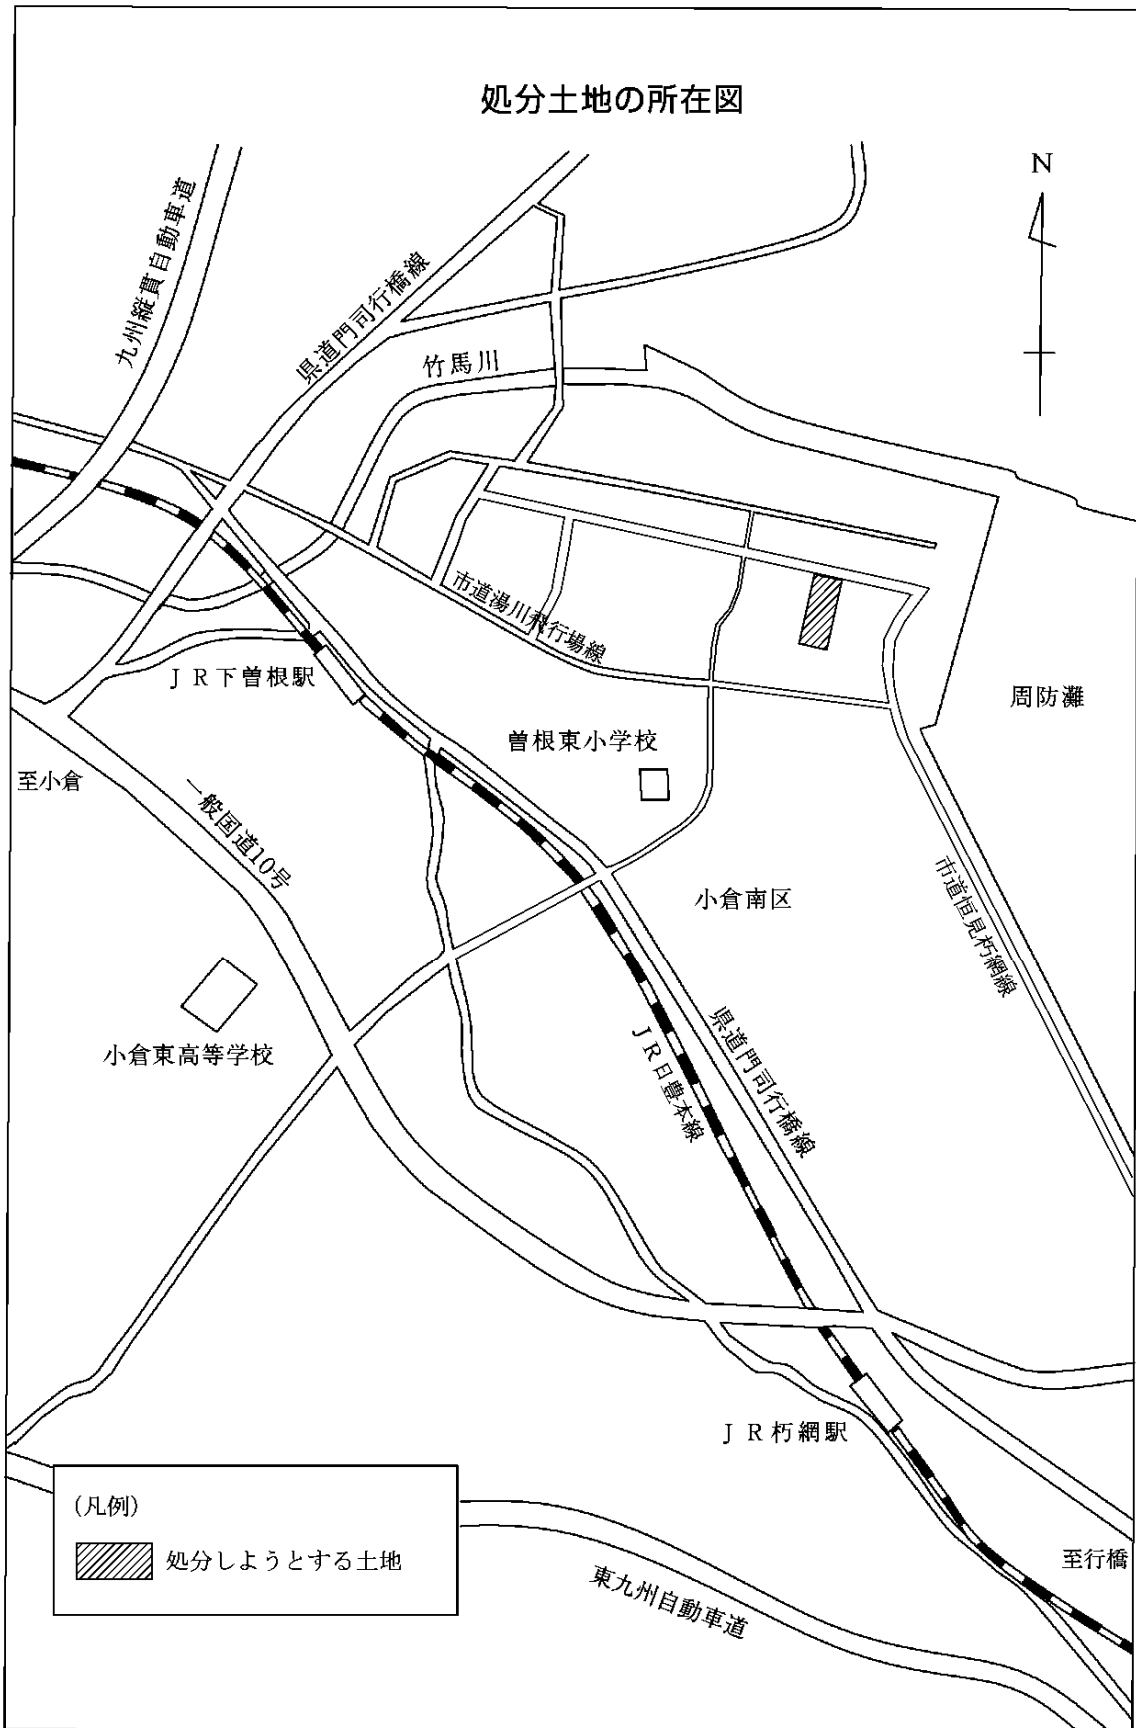 処分土地の所在図
N
九州縦貫自動車道
県道門司行橋線
竹馬川
市道湯川飛行場線
JR下曽根駅
周防灘
曽根東小学校
至小倉
一般国道10号
小倉南区
市道恒見朽網線
小倉東高等学校
県道門司行橋線
JR日豊本線
JR朽網駅
(凡例)
処分しようとする土地
至行橋
東九州自動車道